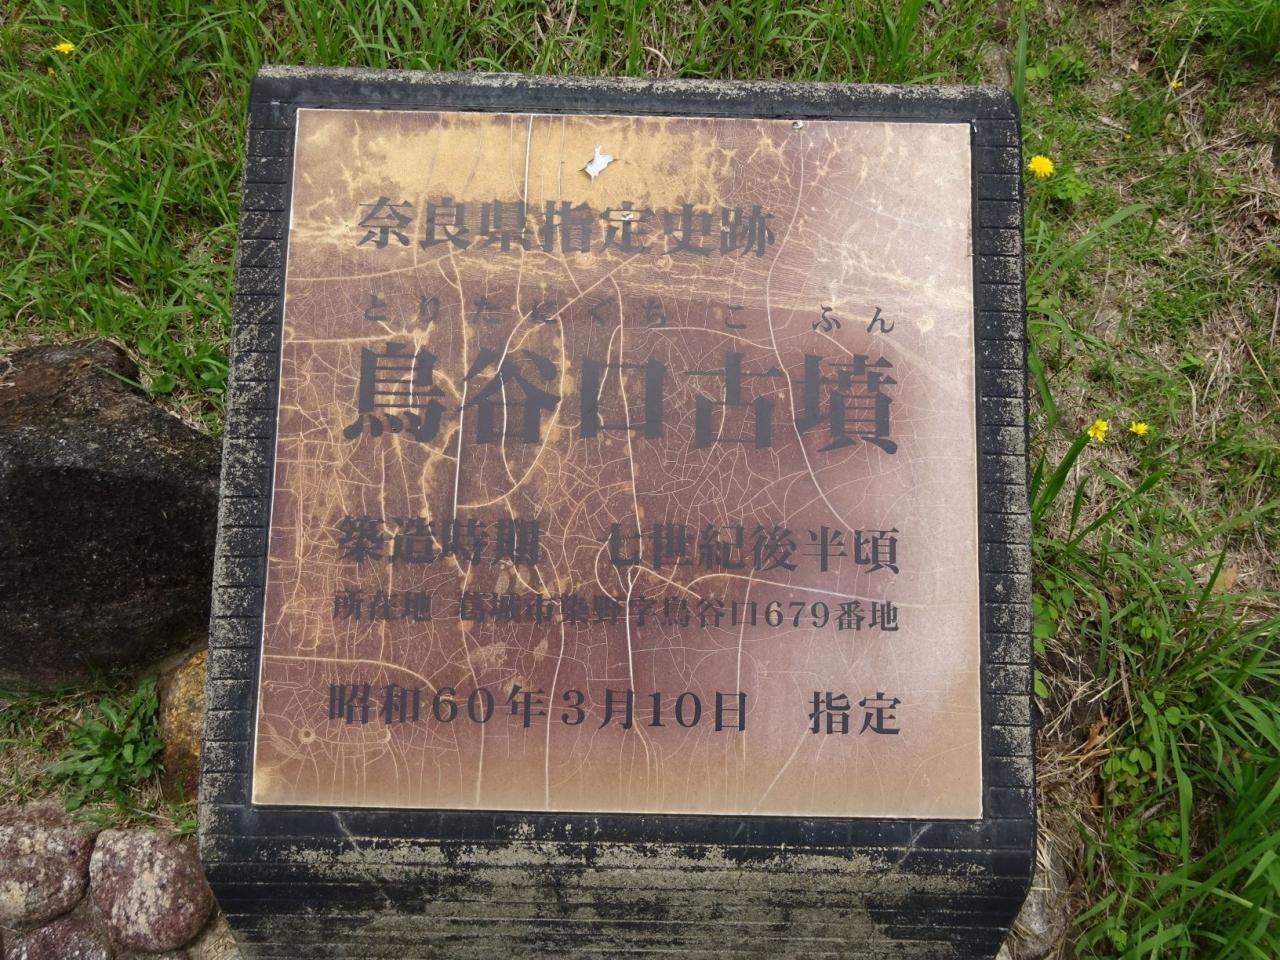 奈良県指定史跡
とりたにぐちこふん
鳥谷口古墳
築造時期　七世紀後半頃
所在地　葛城市染野字鳥谷口679番地
昭和60年3月10日　指定